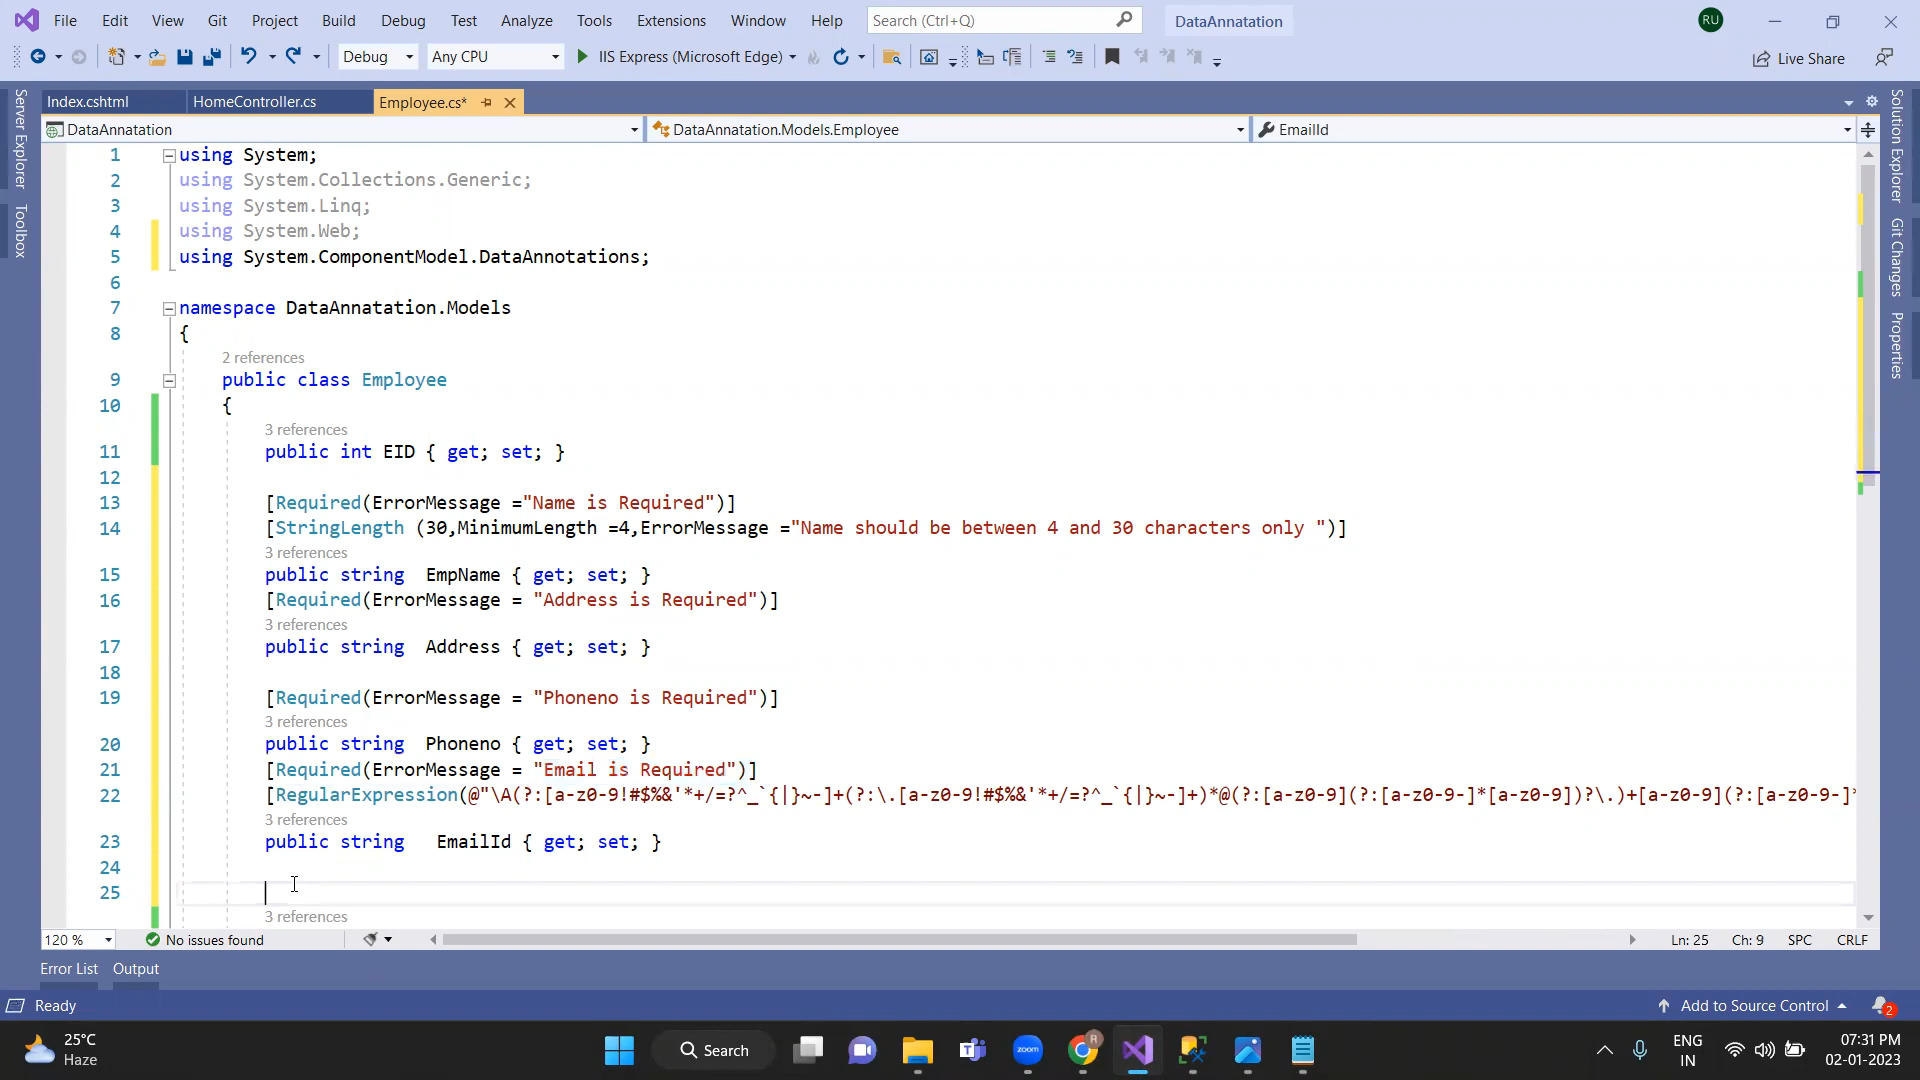 File Edit View Git Project Build Debug Test Analyze Tools Extensions Window Help Search (Ctrl+Q) DataAnnatation RU
Debug Any CPU IIS Express (Microsoft Edge) Live Share
Index.cshtml HomeController.cs Employee.cs*
DataAnnatation DataAnnatation.Models.Employee EmailId
Server Explorer
Toolbox
Solution Explorer
Git Changes
Properties
1 using System;
2 using System.Collections.Generic;
3 using System.Linq;
4 using System.Web;
5 using System.ComponentModel.DataAnnotations;
6
7 namespace DataAnnatation.Models
8 {
2 references
9 public class Employee
10 {
3 references
11 public int EID { get; set; }
12
13 [Required(ErrorMessage ="Name is Required")]
14 [StringLength (30,MinimumLength =4,ErrorMessage ="Name should be between 4 and 30 characters only ")]
3 references
15 public string EmpName { get; set; }
16 [Required(ErrorMessage = "Address is Required")]
3 references
17 public string Address { get; set; }
18
19 [Required(ErrorMessage = "Phoneno is Required")]
3 references
20 public string Phoneno { get; set; }
21 [Required(ErrorMessage = "Email is Required")]
22 [RegularExpression(@"\A(?:[a-z0-9!#$%&'*+/=?^_`{|}~-]+(?:\.[a-z0-9!#$%&'*+/=?^_`{|}~-]+)*@(?:[a-z0-9](?:[a-z0-9-]*[a-z0-9])?\.)+[a-z0-9](?:[a-z0-9-]*
3 references
23 public string EmailId { get; set; }
24
25
3 references
120 % No issues found Ln: 25 Ch: 9 SPC CRLF
Error List Output
Ready Add to Source Control 2
25°C
Haze
Search
zoom
R
ENG
IN
07:31 PM
02-01-2023